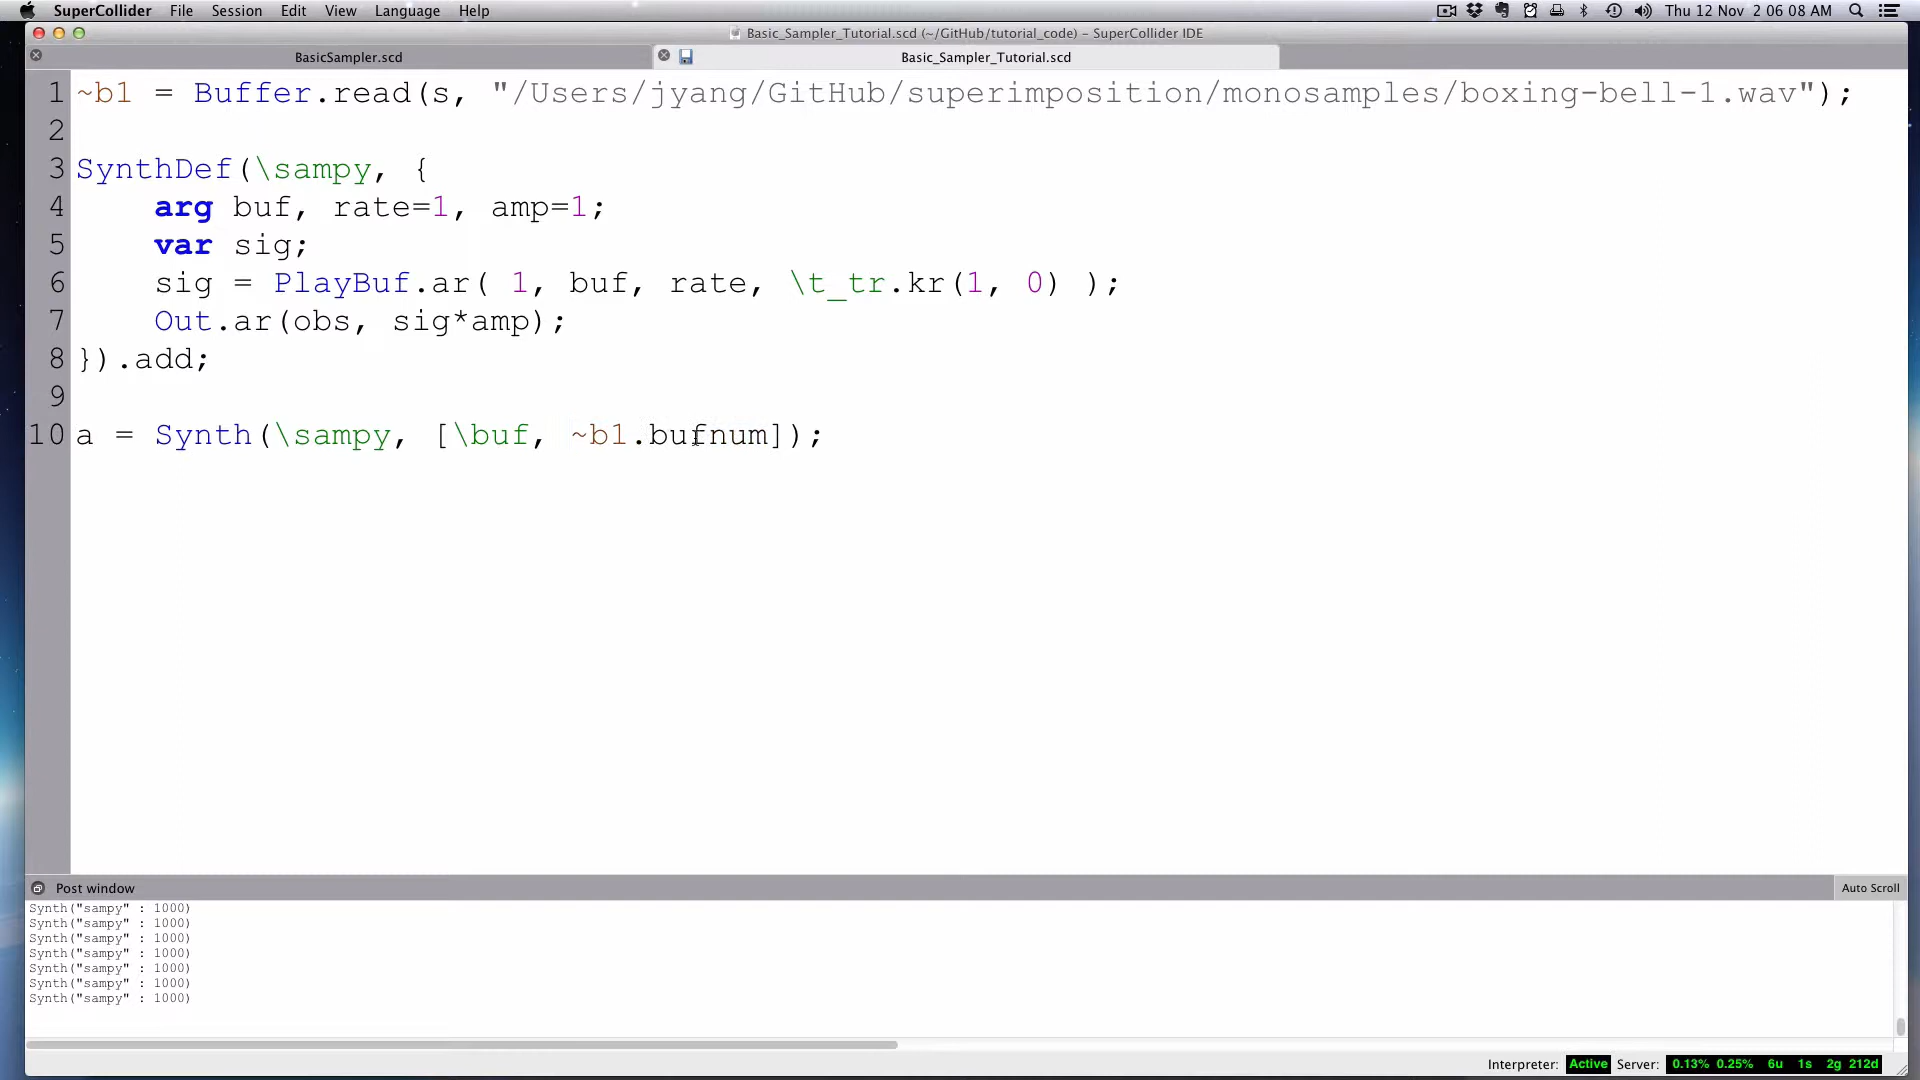 SuperCollider File Session Edit View Language Help Thu 12 Nov 2 06 08 AM
Basic_Sampler_Tutorial.scd (~/GitHub/tutorial_code) – SuperCollider IDE
BasicSampler.scd Basic_Sampler_Tutorial.scd
1 ~b1 = Buffer.read(s, "/Users/jyang/GitHub/superimposition/monosamples/boxing-bell-1.wav");
2
3 SynthDef(\sampy, {
4 arg buf, rate=1, amp=1;
5 var sig;
6 sig = PlayBuf.ar( 1, buf, rate, \t_tr.kr(1, 0) );
7 Out.ar(obs, sig*amp);
8 }).add;
9
10 a = Synth(\sampy, [\buf, ~b1.bufnum]);
Post window Auto Scroll
Synth("sampy" : 1000)
Synth("sampy" : 1000)
Synth("sampy" : 1000)
Synth("sampy" : 1000)
Synth("sampy" : 1000)
Synth("sampy" : 1000)
Synth("sampy" : 1000)
Interpreter: Active Server: 0.13% 0.25% 6u 1s 2g 212d